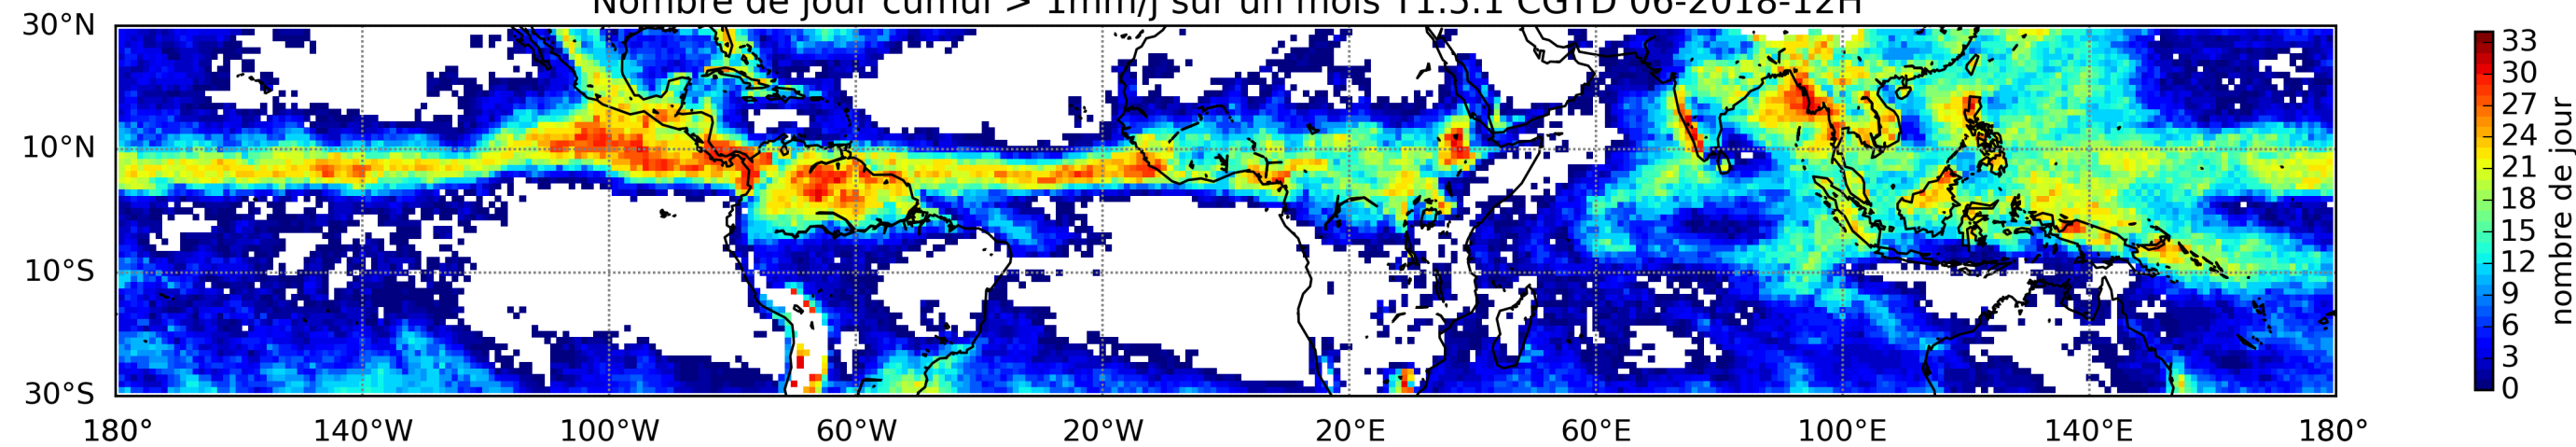 Nombre de jour cumul > 1mm/j sur un mois T1.5.1 CGTD 06-2018-12H
30°N
10°N
10°S
30°S
180°
140°W
100°W
60°W
20°W
20°E
60°E
100°E
140°E
180°
33
30
27
24
21
18
15
12
9
6
3
0
nombre de jour